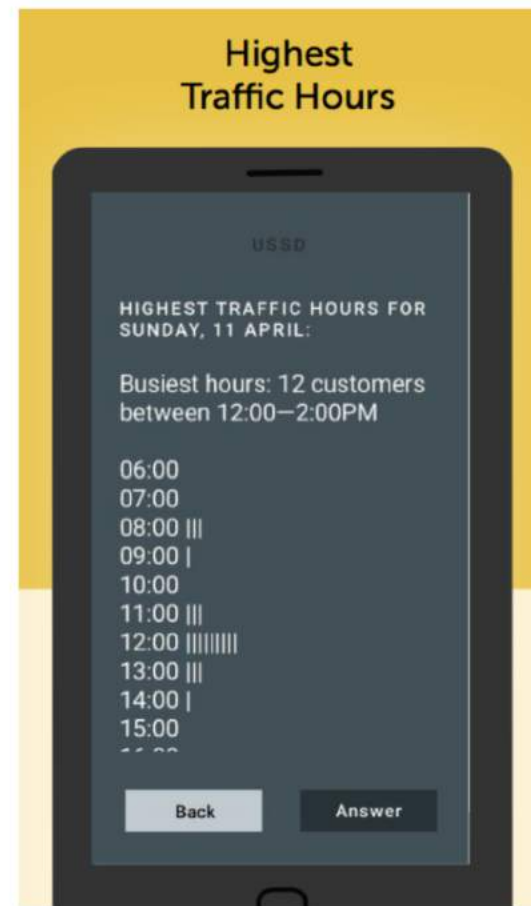 Highest
Traffic Hours
USSD
HIGHEST TRAFFIC HOURS FOR
SUNDAY, 11 APRIL:
Busiest hours: 12 customers
between 12:00—2:00PM
06:00
07:00
08:00 |||
09:00 |
10:00
11:00 |||
12:00 |||||||||
13:00 |||
14:00 |
15:00
Back
Answer